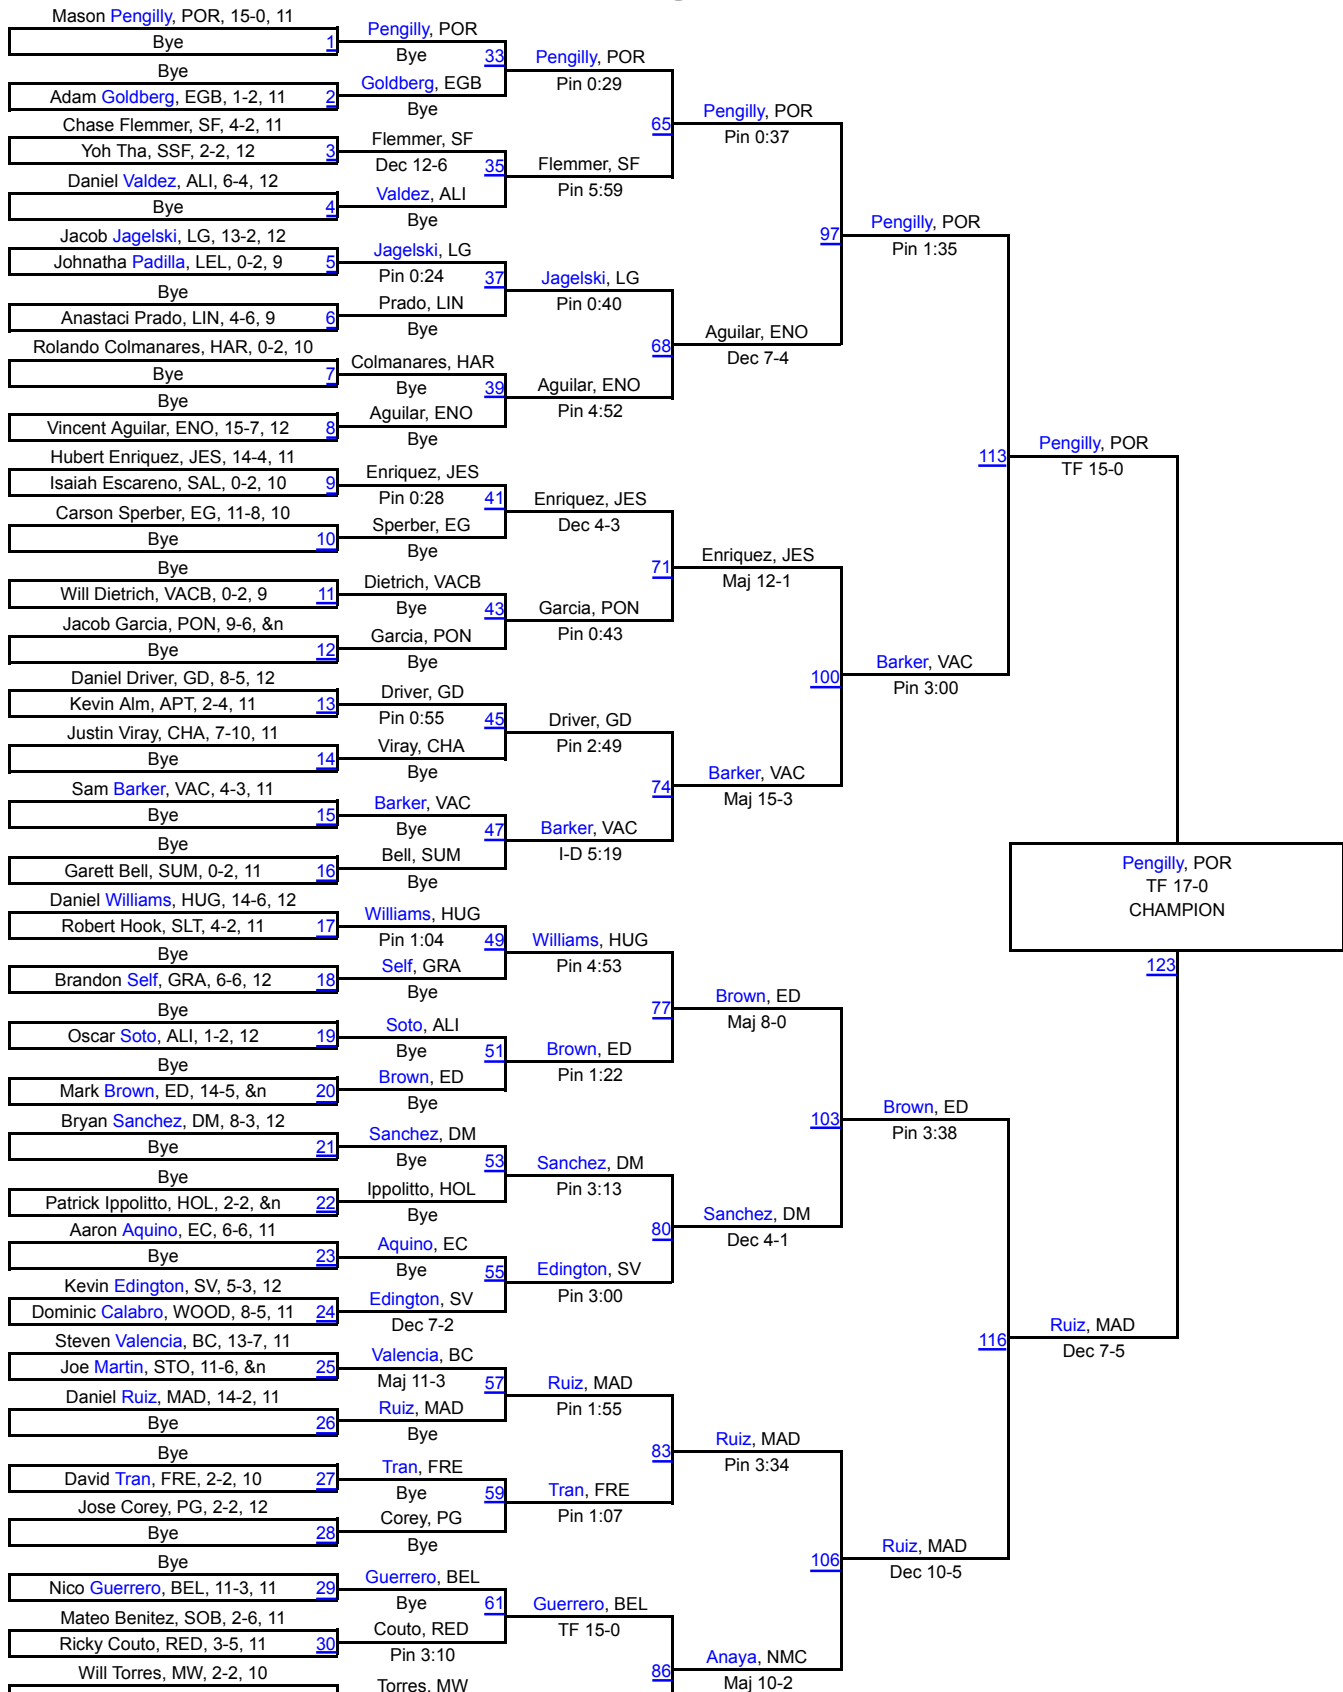 Mason Pengilly, POR, 15-0, 11
Bye 1
Bye
Adam Goldberg, EGB, 1-2, 11 2
Chase Flemmer, SF, 4-2, 11
Yoh Tha, SSF, 2-2, 12 3
Daniel Valdez, ALI, 6-4, 12
Bye 4
Jacob Jagelski, LG, 13-2, 12
Johnatha Padilla, LEL, 0-2, 9 5
Bye
Anastaci Prado, LIN, 4-6, 9 6
Rolando Colmanares, HAR, 0-2, 10
Bye 7
Bye
Vincent Aguilar, ENO, 15-7, 12 8
Hubert Enriquez, JES, 14-4, 11
Isaiah Escareno, SAL, 0-2, 10 9
Carson Sperber, EG, 11-8, 10
Bye 10
Bye
Will Dietrich, VACB, 0-2, 9 11
Jacob Garcia, PON, 9-6, &n
Bye 12
Daniel Driver, GD, 8-5, 12
Kevin Alm, APT, 2-4, 11 13
Justin Viray, CHA, 7-10, 11
Bye 14
Sam Barker, VAC, 4-3, 11
Bye 15
Bye
Garett Bell, SUM, 0-2, 11 16
Daniel Williams, HUG, 14-6, 12
Robert Hook, SLT, 4-2, 11 17
Bye
Brandon Self, GRA, 6-6, 12 18
Bye
Oscar Soto, ALI, 1-2, 12 19
Bye
Mark Brown, ED, 14-5, &n 20
Bryan Sanchez, DM, 8-3, 12
Bye 21
Bye
Patrick Ippolitto, HOL, 2-2, &n 22
Aaron Aquino, EC, 6-6, 11
Bye 23
Kevin Edington, SV, 5-3, 12
Dominic Calabro, WOOD, 8-5, 11 24
Steven Valencia, BC, 13-7, 11
Joe Martin, STO, 11-6, &n 25
Daniel Ruiz, MAD, 14-2, 11
Bye 26
Bye
David Tran, FRE, 2-2, 10 27
Jose Corey, PG, 2-2, 12
Bye 28
Bye
Nico Guerrero, BEL, 11-3, 11 29
Mateo Benitez, SOB, 2-6, 11
Ricky Couto, RED, 3-5, 11 30
Will Torres, MW, 2-2, 10
Pengilly, POR
Bye 33
Goldberg, EGB
Bye
Flemmer, SF
Dec 12-6 35
Valdez, ALI
Bye
Jagelski, LG
Pin 0:24 37
Prado, LIN
Bye
Colmanares, HAR
Bye 39
Aguilar, ENO
Bye
Enriquez, JES
Pin 0:28 41
Sperber, EG
Bye
Dietrich, VACB
Bye 43
Garcia, PON
Bye
Driver, GD
Pin 0:55 45
Viray, CHA
Bye
Barker, VAC
Bye 47
Bell, SUM
Bye
Williams, HUG
Pin 1:04 49
Self, GRA
Bye
Soto, ALI
Bye 51
Brown, ED
Bye
Sanchez, DM
Bye 53
Ippolitto, HOL
Bye
Aquino, EC
Bye 55
Edington, SV
Dec 7-2
Valencia, BC
Maj 11-3 57
Ruiz, MAD
Bye
Tran, FRE
Bye 59
Corey, PG
Bye
Guerrero, BEL
Bye 61
Couto, RED
Pin 3:10
Torres, MW
Pengilly, POR
Pin 0:29
65
Flemmer, SF
Pin 5:59
Jagelski, LG
Pin 0:40
68
Aguilar, ENO
Pin 4:52
Enriquez, JES
Dec 4-3
71
Garcia, PON
Pin 0:43
Driver, GD
Pin 2:49
74
Barker, VAC
I-D 5:19
Williams, HUG
Pin 4:53
77
Brown, ED
Pin 1:22
Sanchez, DM
Pin 3:13
80
Edington, SV
Pin 3:00
Ruiz, MAD
Pin 1:55
83
Tran, FRE
Pin 1:07
Guerrero, BEL
TF 15-0
86
Pengilly, POR
Pin 0:37
97
Aguilar, ENO
Dec 7-4
Enriquez, JES
Maj 12-1
100
Barker, VAC
Maj 15-3
Brown, ED
Maj 8-0
103
Sanchez, DM
Dec 4-1
Ruiz, MAD
Pin 3:34
106
Anaya, NMC
Maj 10-2
Pengilly, POR
Pin 1:35
113
Barker, VAC
Pin 3:00
Brown, ED
Pin 3:38
116
Ruiz, MAD
Dec 10-5
Pengilly, POR
TF 15-0
Ruiz, MAD
Dec 7-5
Pengilly, POR
TF 17-0
CHAMPION
123